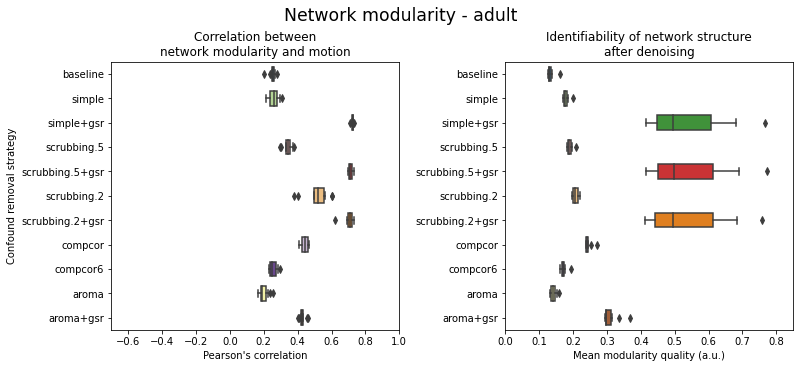 Network modularity - adult
Correlation between
network modularity and motion
Confound removal strategy
baseline
simple
simple+gsr
scrubbing.5
scrubbing.5+gsr
scrubbing.2
scrubbing.2+gsr
compcor
compcor6
aroma
aroma+gsr
−0.6 −0.4 −0.2 0.0 0.2 0.4 0.6 0.8 1.0
Pearson's correlation
Identifiability of network structure
after denoising
baseline
simple
simple+gsr
scrubbing.5
scrubbing.5+gsr
scrubbing.2
scrubbing.2+gsr
compcor
compcor6
aroma
aroma+gsr
0.0 0.1 0.2 0.3 0.4 0.5 0.6 0.7 0.8
Mean modularity quality (a.u.)